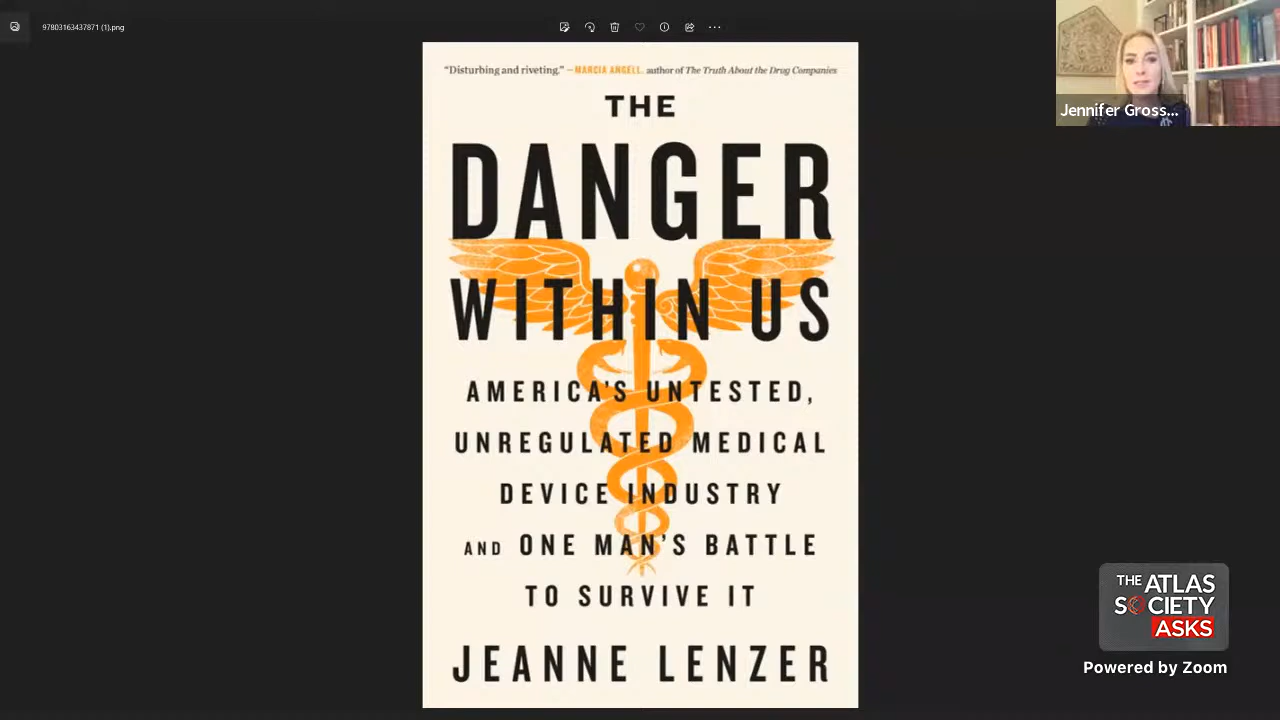 97803163437871 (1).png
"Disturbing and riveting." —MARCIA ANGELL, author of The Truth About the Drug Companies
THE
DANGER
WITHIN US
AMERICA'S UNTESTED,
UNREGULATED MEDICAL
DEVICE INDUSTRY
AND ONE MAN'S BATTLE
TO SURVIVE IT
JEANNE LENZER
Jennifer Gross...
THE ATLAS
SOCIETY
ASKS
Powered by Zoom